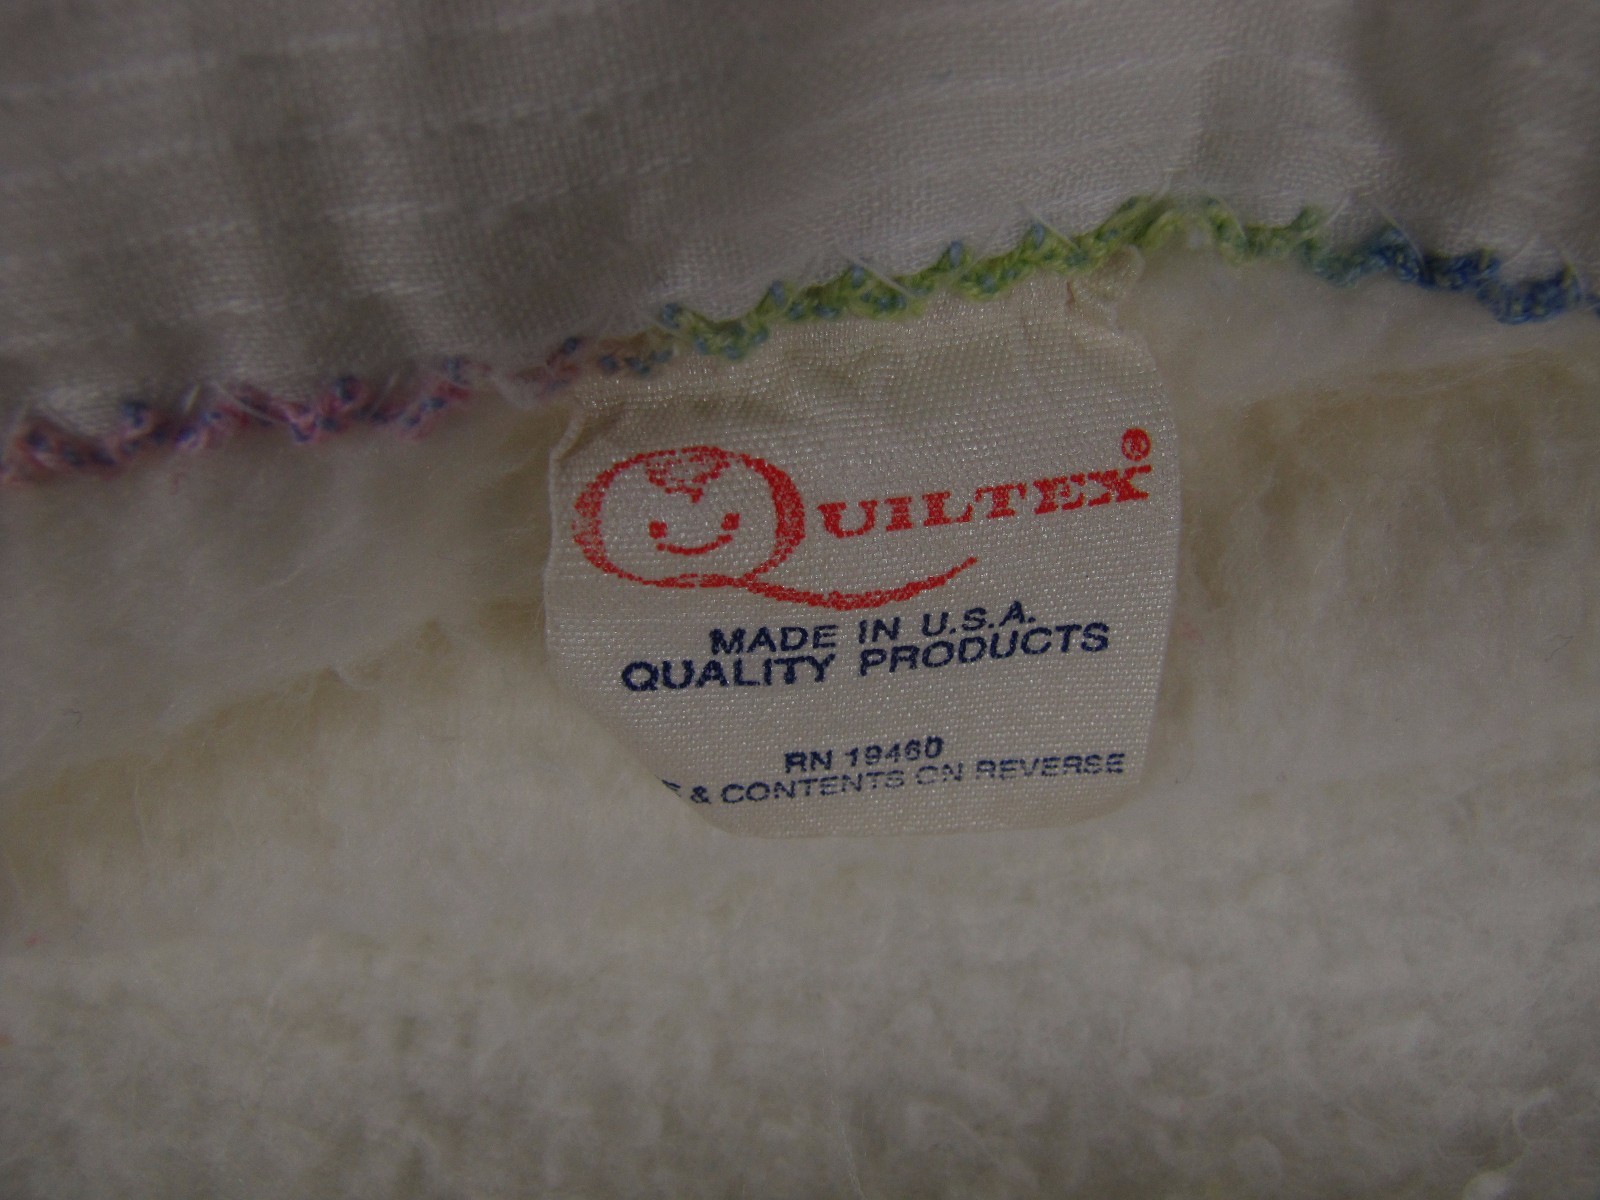 QUILTEX®
MADE IN U.S.A.
QUALITY PRODUCTS
RN 19460
& CONTENTS ON REVERSE